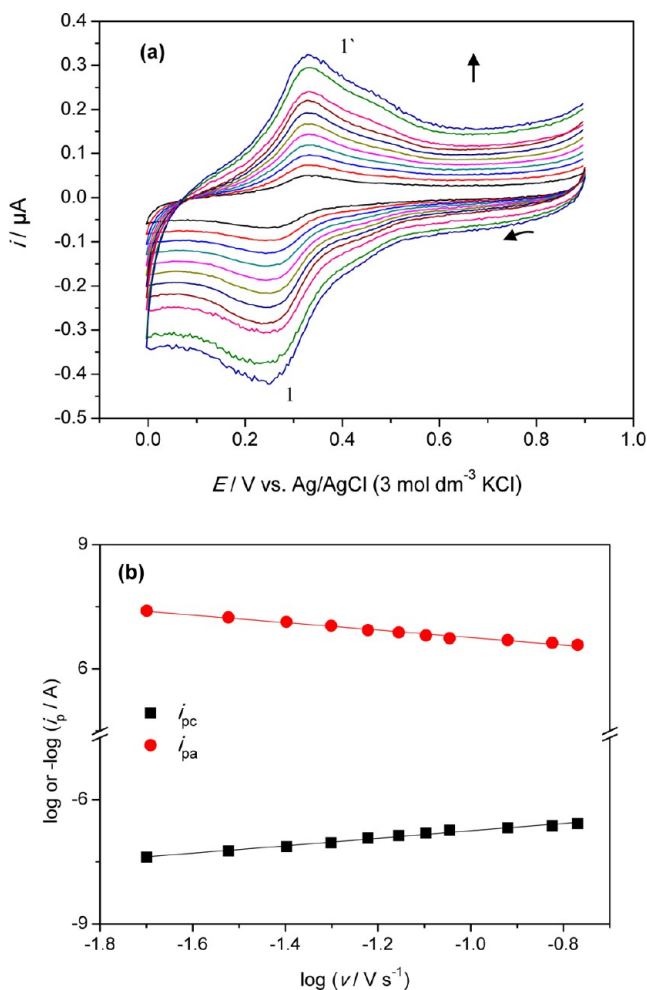 (a)
1`
1
0.4
0.3
0.2
0.1
0.0
-0.1
-0.2
-0.3
-0.4
-0.5
i / µA
0.0 0.2 0.4 0.6 0.8 1.0
E / V vs. Ag/AgCl (3 mol dm⁻³ KCl)
(b)
9
6
-6
-9
log or -log (iₚ / A)
iₚc
iₚa
-1.8 -1.6 -1.4 -1.2 -1.0 -0.8
log (v / V s⁻¹)